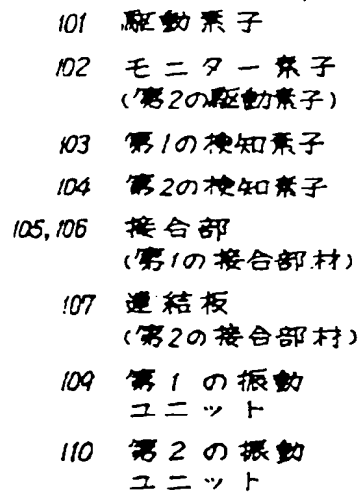 101 駆動素子
102 モニター素子
(第2の駆動素子)
103 第1の検知素子
104 第2の検知素子
105,106 接合部
(第1の接合部材)
107 連結板
(第2の接合部材)
109 第1の振動
ユニット
110 第2の振動
ユニット